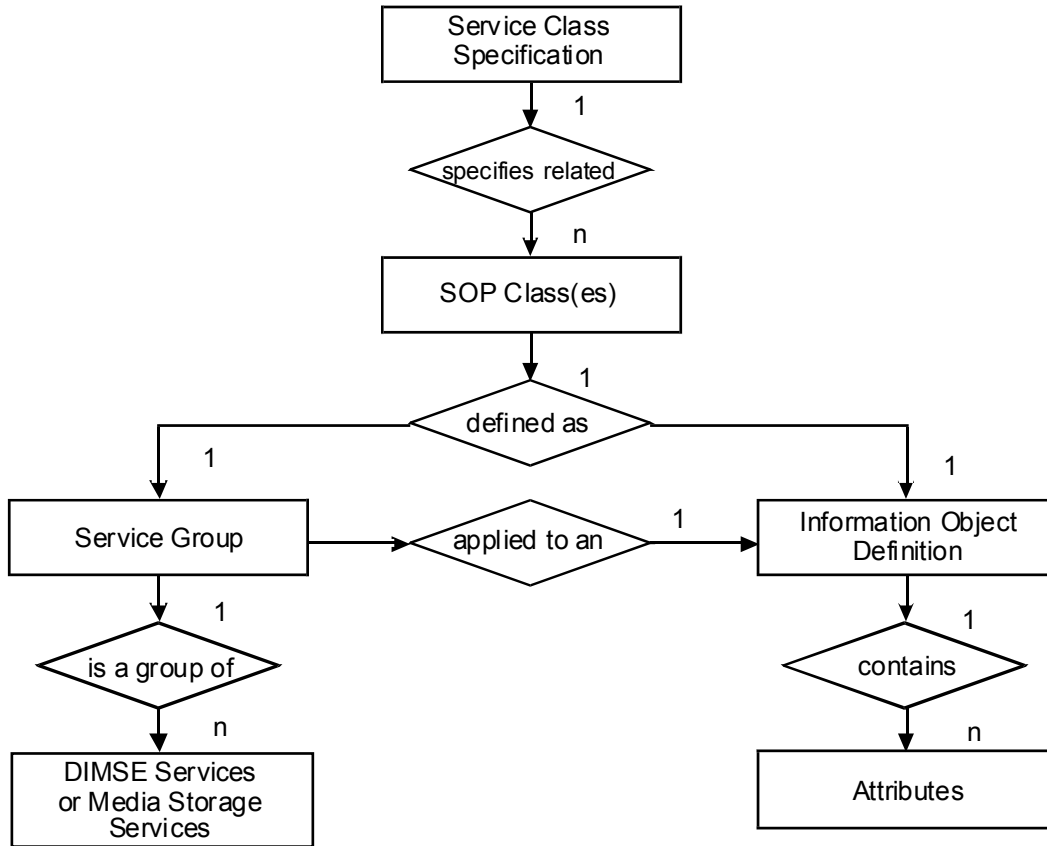 Service Class
Specification
1
specifies related
n
SOP Class(es)
1
defined as
1
1
Service Group
applied to an
1
Information Object
Definition
1
is a group of
n
1
contains
n
DIMSE Services
or Media Storage
Services
Attributes